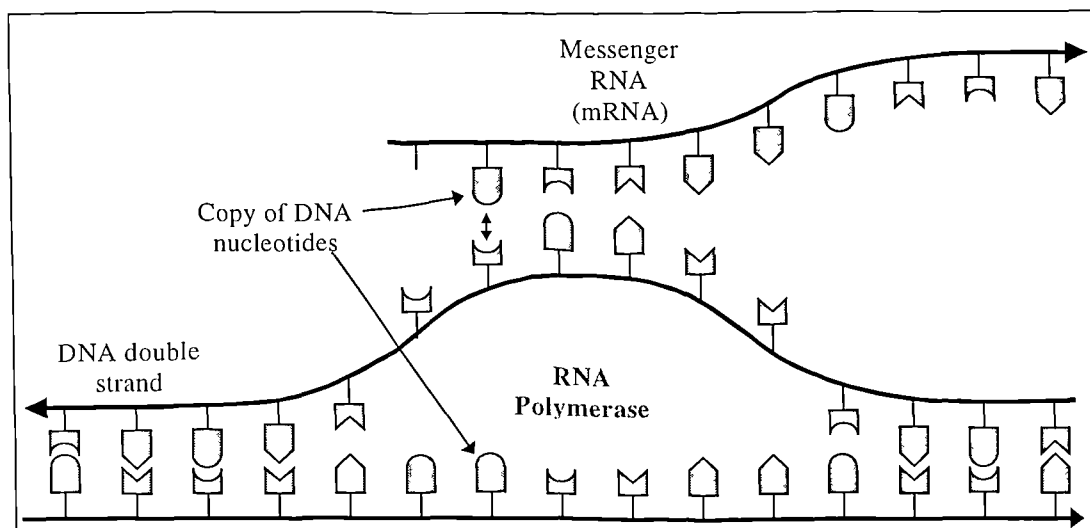 Messenger
RNA
(mRNA)
Copy of DNA
nucleotides
DNA double
strand
RNA
Polymerase